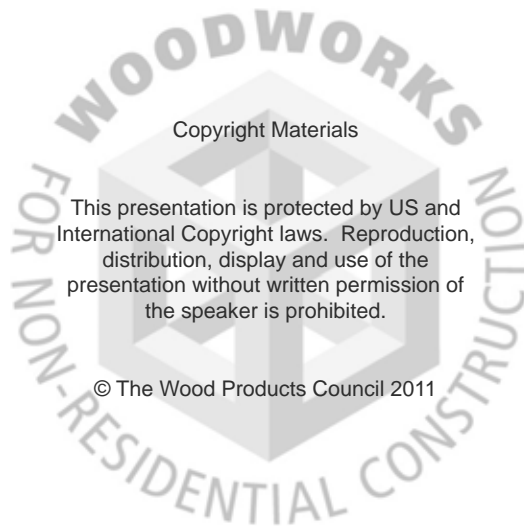 WOODWORKS
Copyright Materials
This presentation is protected by US and
International Copyright laws.  Reproduction,
distribution, display and use of the
presentation without written permission of
the speaker is prohibited.
© The Wood Products Council 2011
FOR NON-RESIDENTIAL CONSTRUCTION